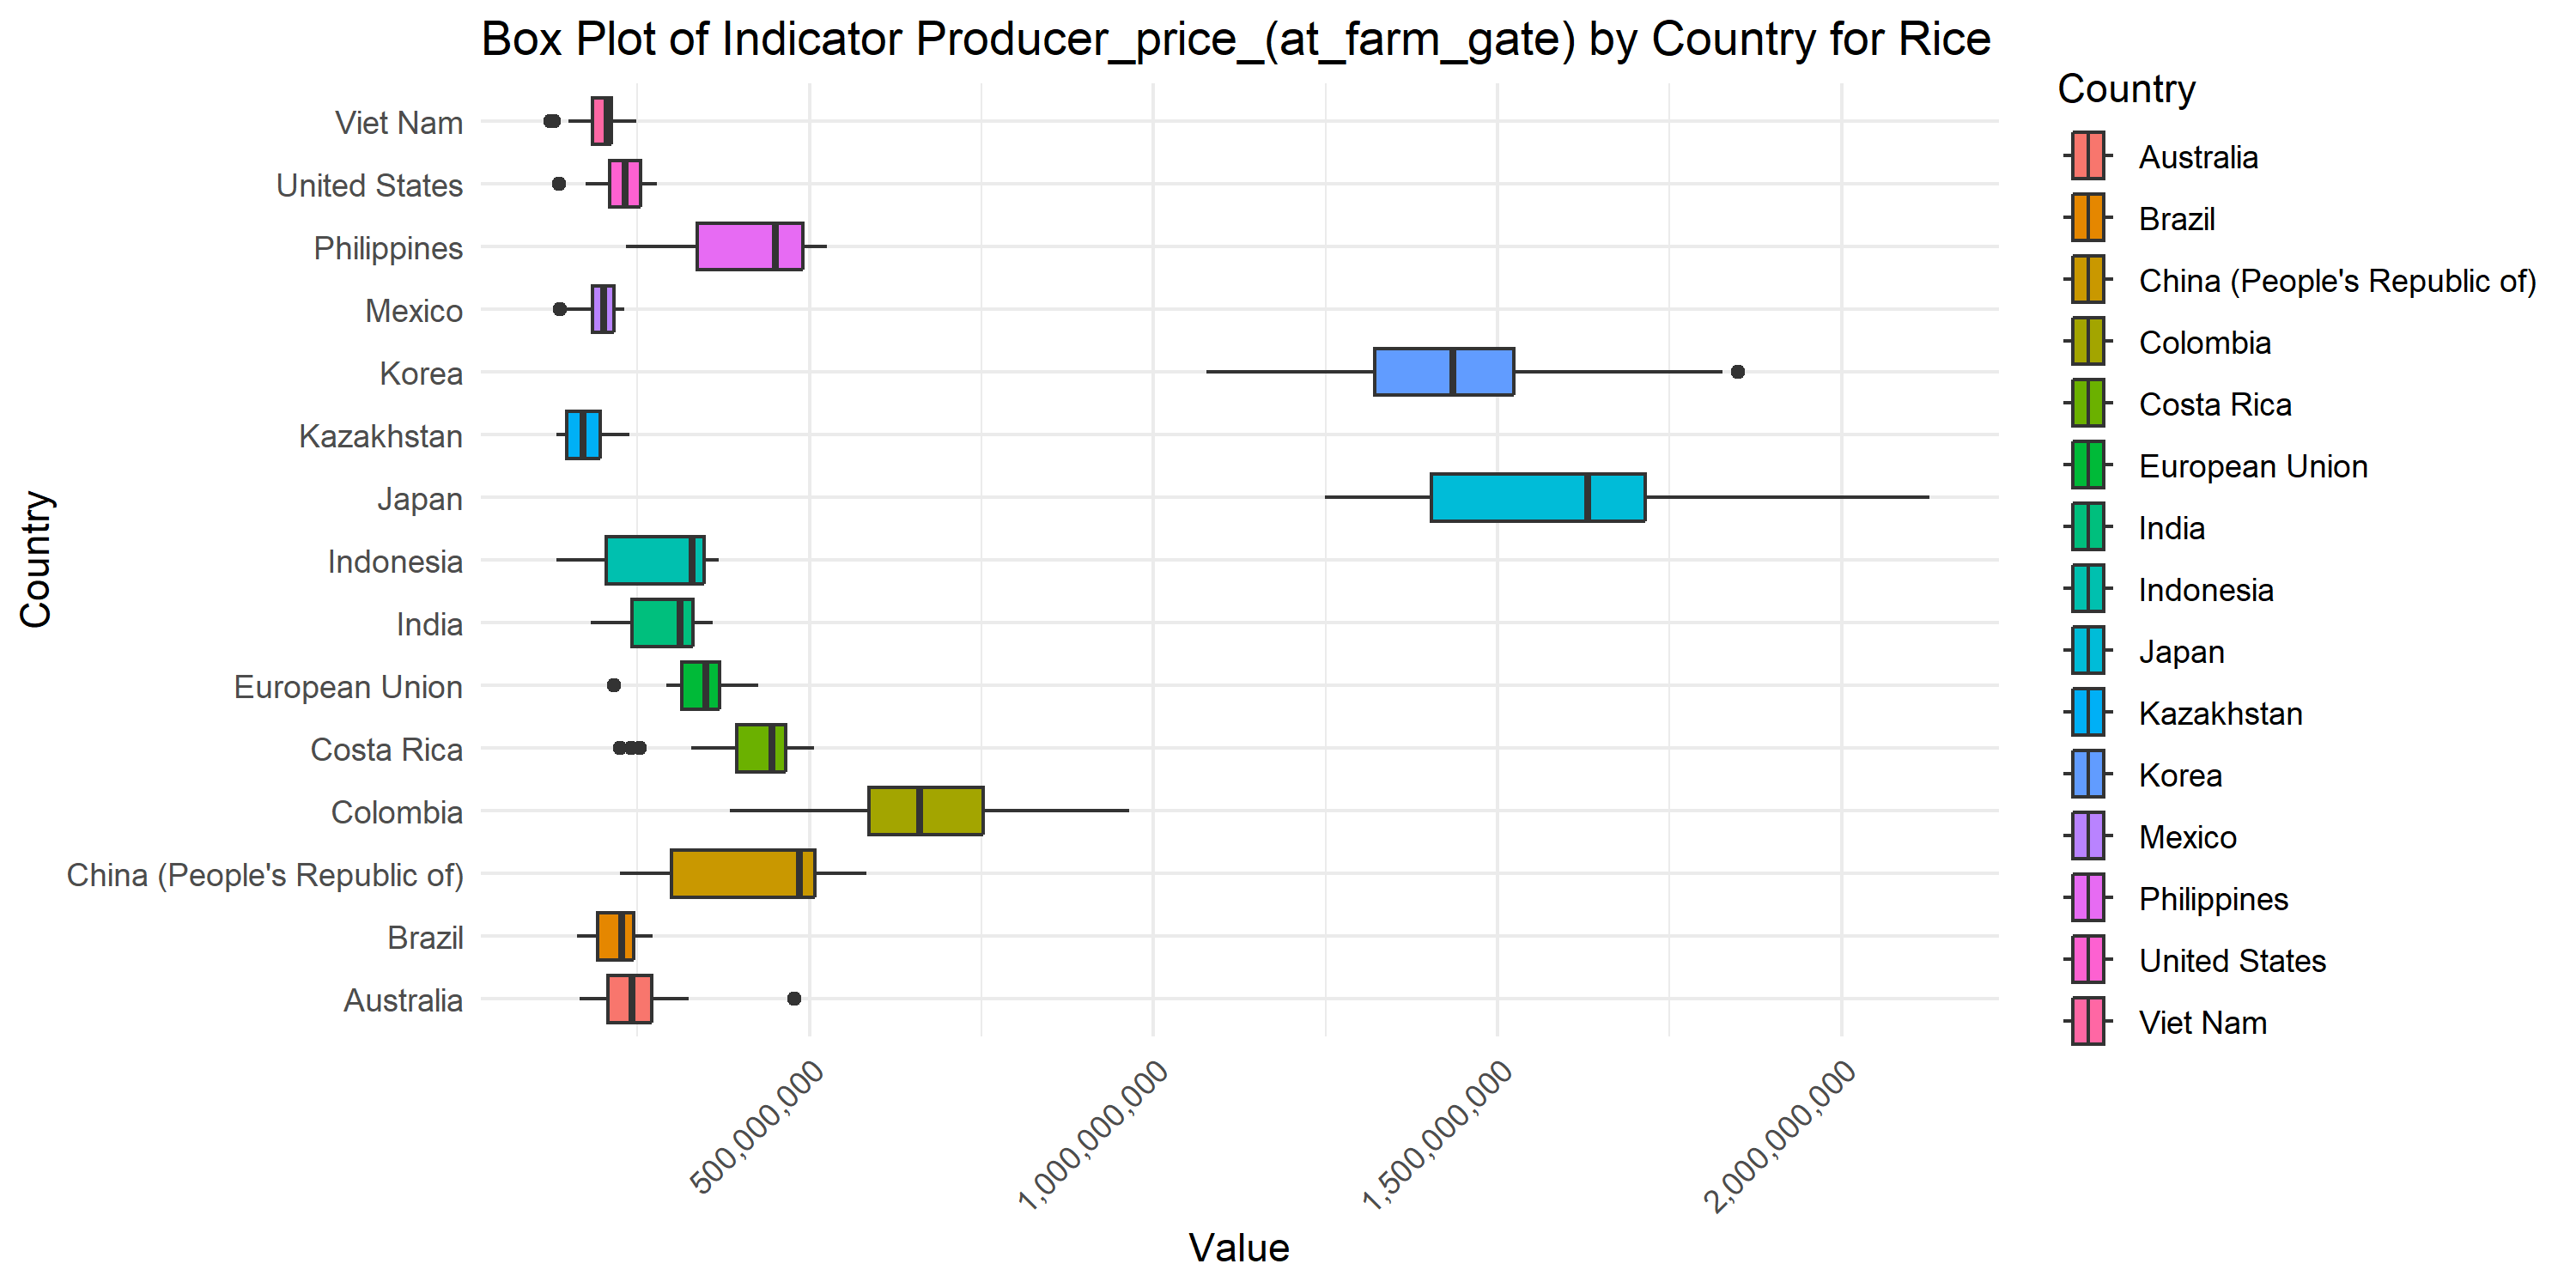 Box Plot of Indicator Producer_price_(at_farm_gate) by Country for Rice
Country
Viet Nam
United States
Philippines
Mexico
Korea
Kazakhstan
Japan
Indonesia
India
European Union
Costa Rica
Colombia
China (People's Republic of)
Brazil
Australia
500,000,000
1,000,000,000
1,500,000,000
2,000,000,000
Value
Country
Australia
Brazil
China (People's Republic of)
Colombia
Costa Rica
European Union
India
Indonesia
Japan
Kazakhstan
Korea
Mexico
Philippines
United States
Viet Nam